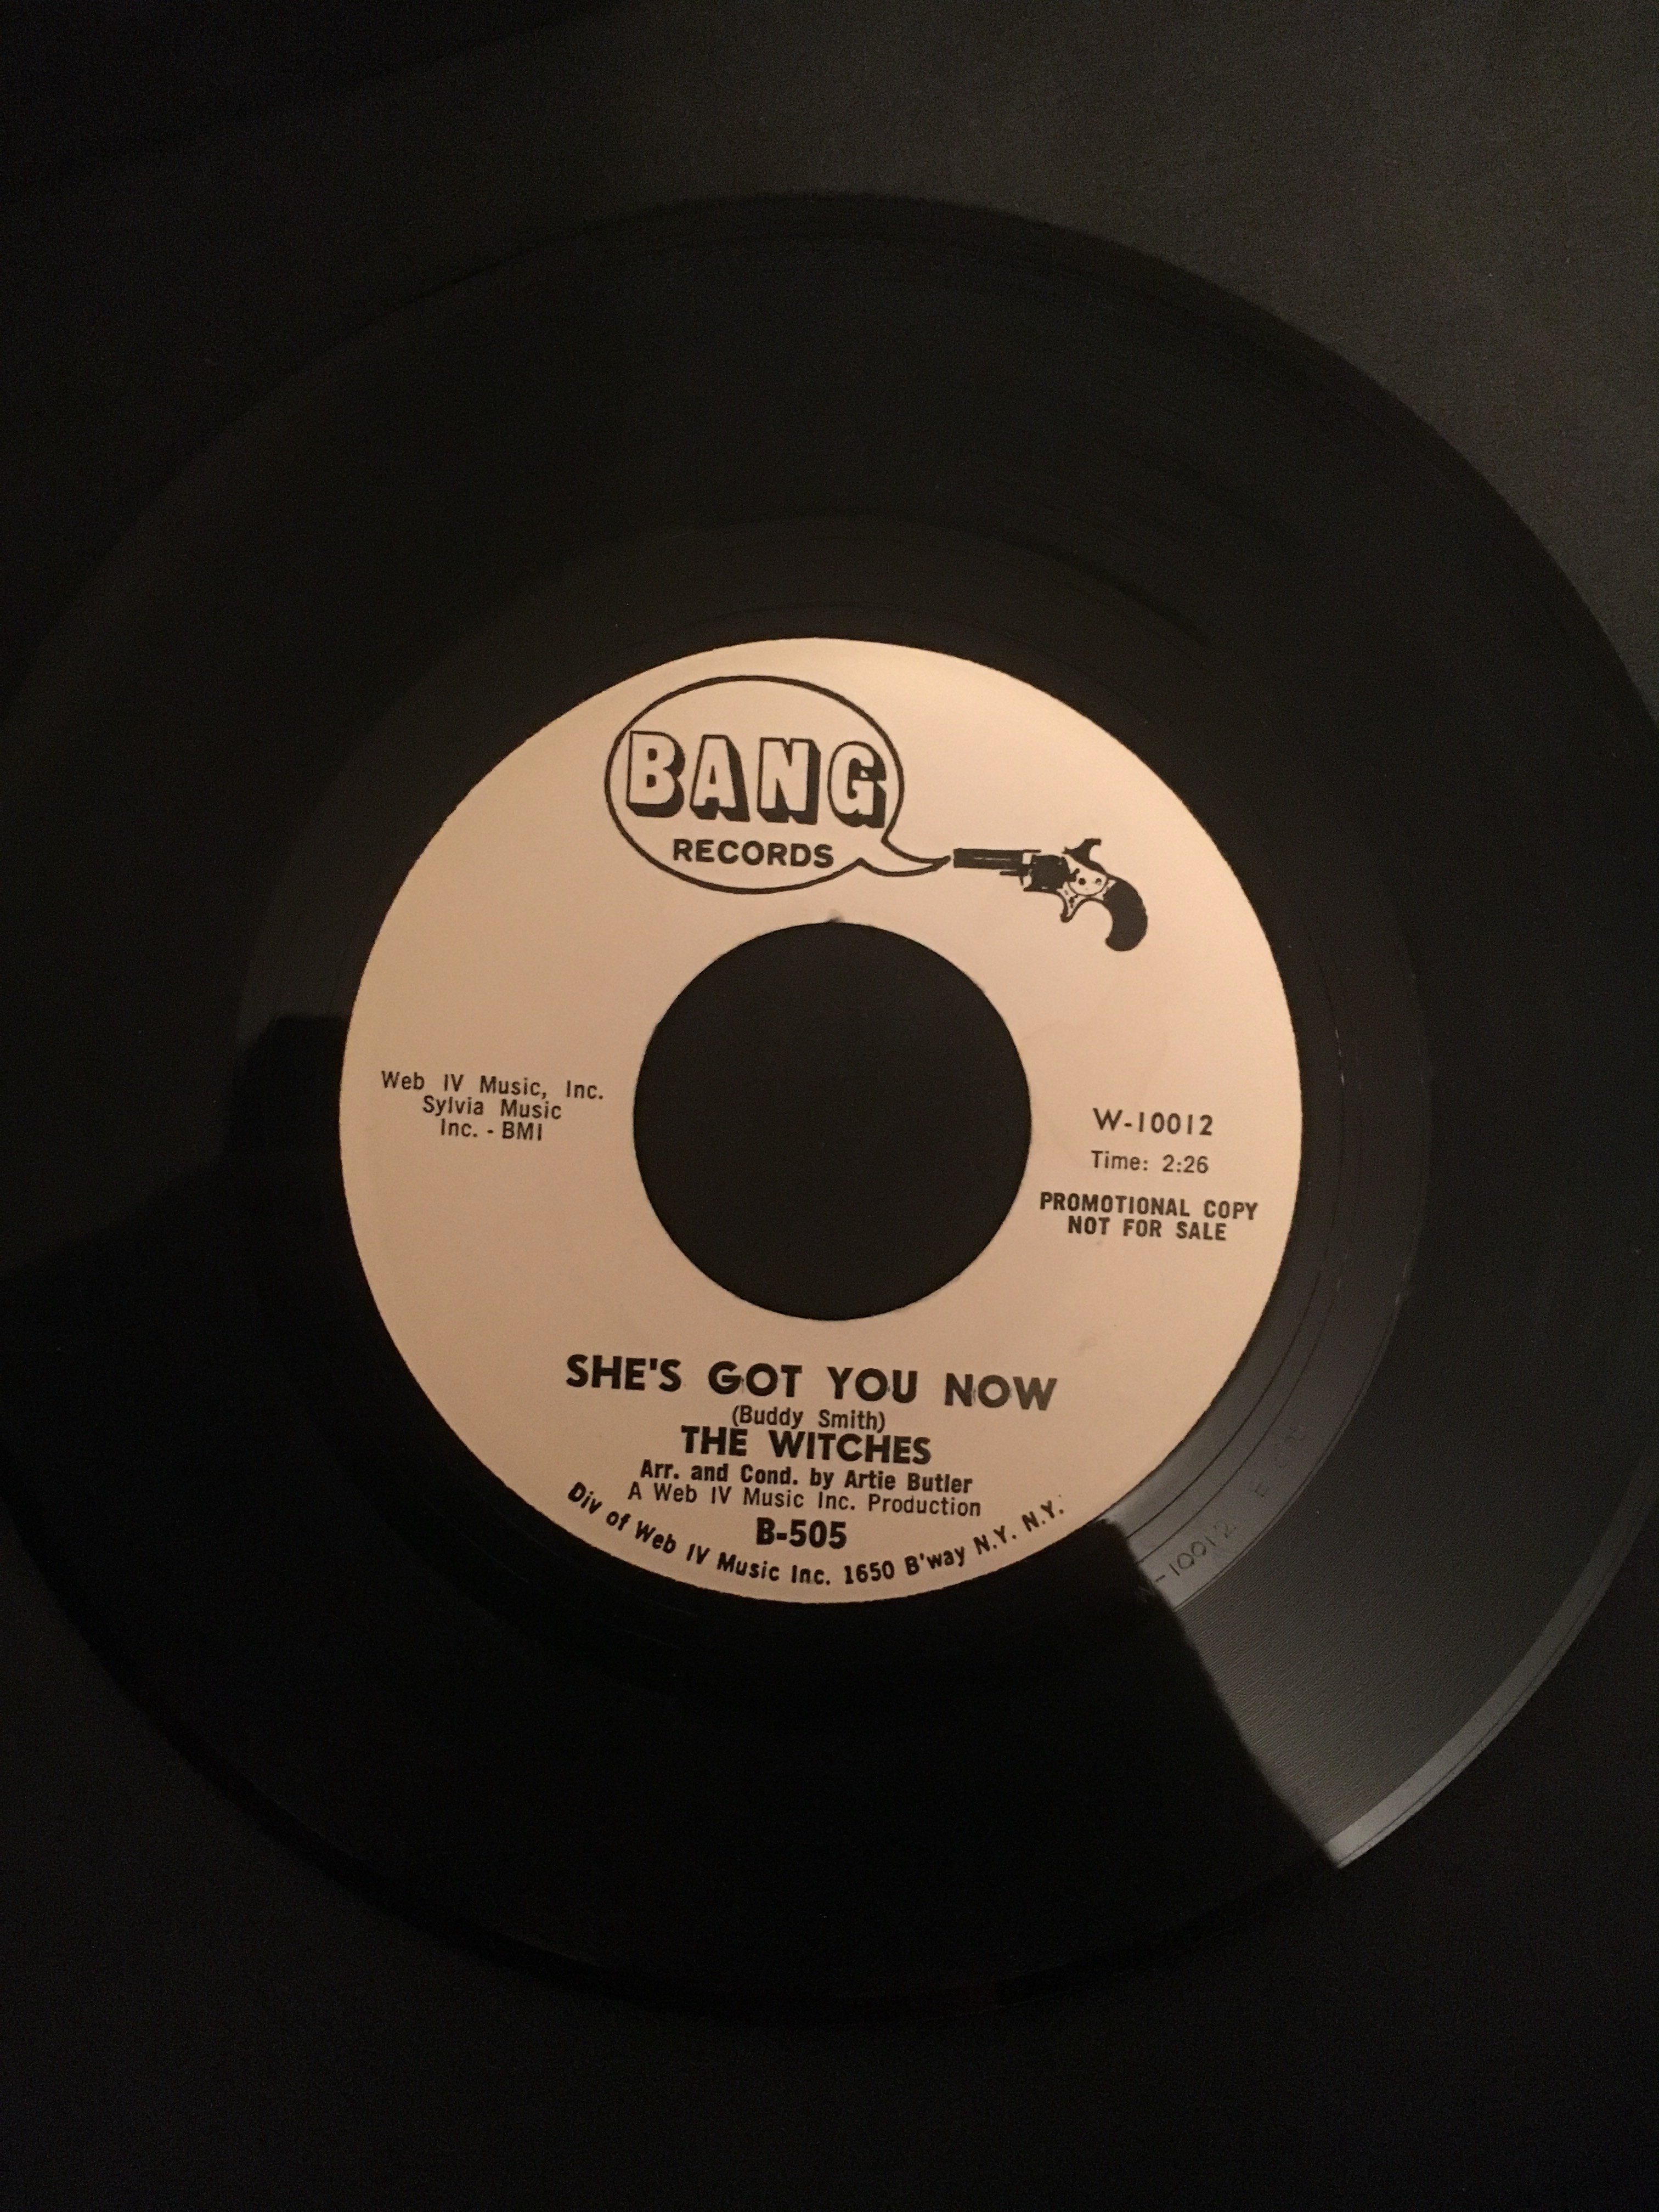 BANG
RECORDS
Web IV Music, Inc.
Sylvia Music
Inc. - BMI
W-10012
Time: 2:26
PROMOTIONAL COPY
NOT FOR SALE
SHE'S GOT YOU NOW
(Buddy Smith)
THE WITCHES
Arr. and Cond. by Artie Butler
A Web IV Music Inc. Production
B-505
Div of Web IV Music Inc. 1650 B'way N.Y. N.Y.
W-10012